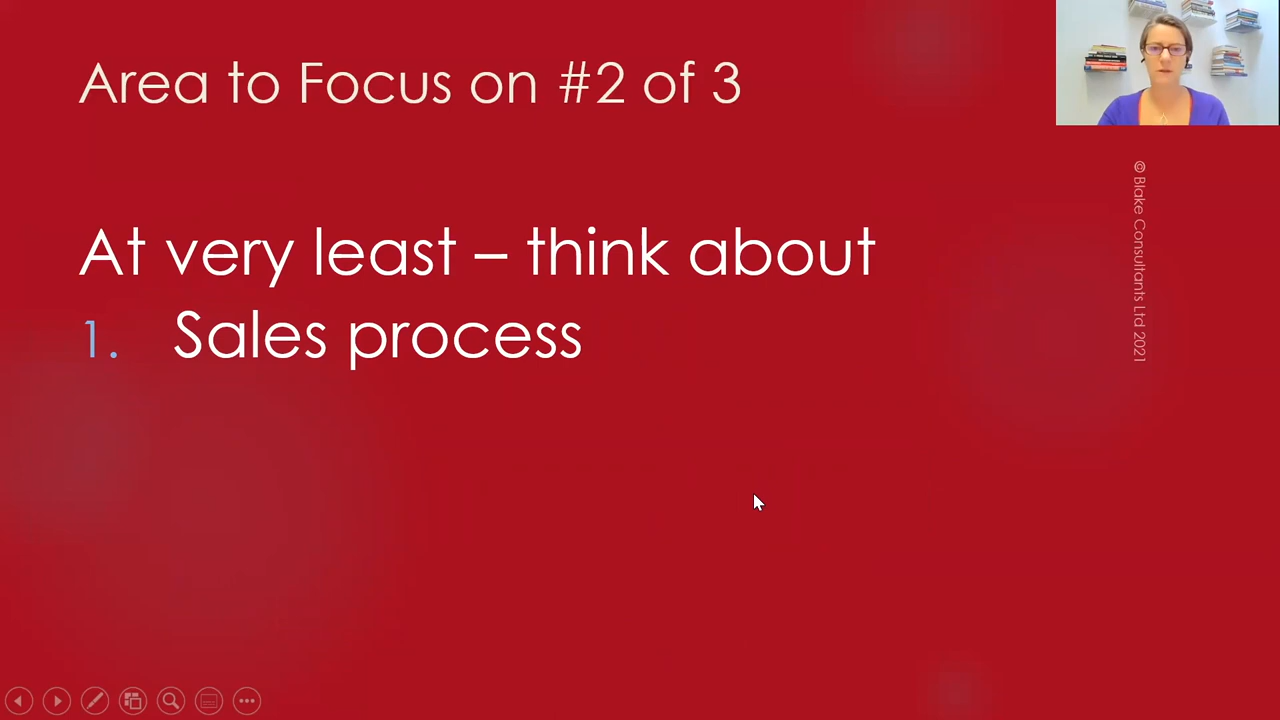 Area to Focus on #2 of 3
At very least – think about
1. Sales process
© Blake Consultants Ltd 2021